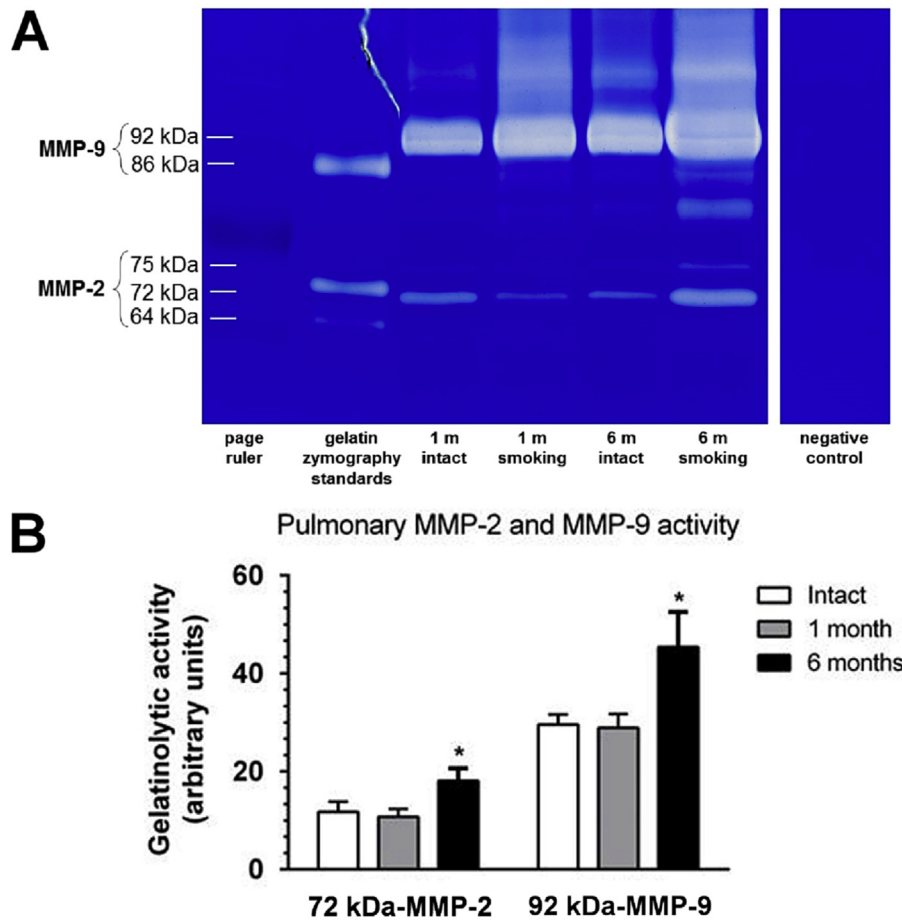 A
MMP-9
92 kDa
86 kDa
MMP-2
75 kDa
72 kDa
64 kDa
page
ruler
gelatin
zymography
standards
1 m
intact
1 m
smoking
6 m
intact
6 m
smoking
negative
control
B
Pulmonary MMP-2 and MMP-9 activity
Gelatinolytic activity
(arbitrary units)
60
40
20
0
*
*
Intact
1 month
6 months
72 kDa-MMP-2
92 kDa-MMP-9